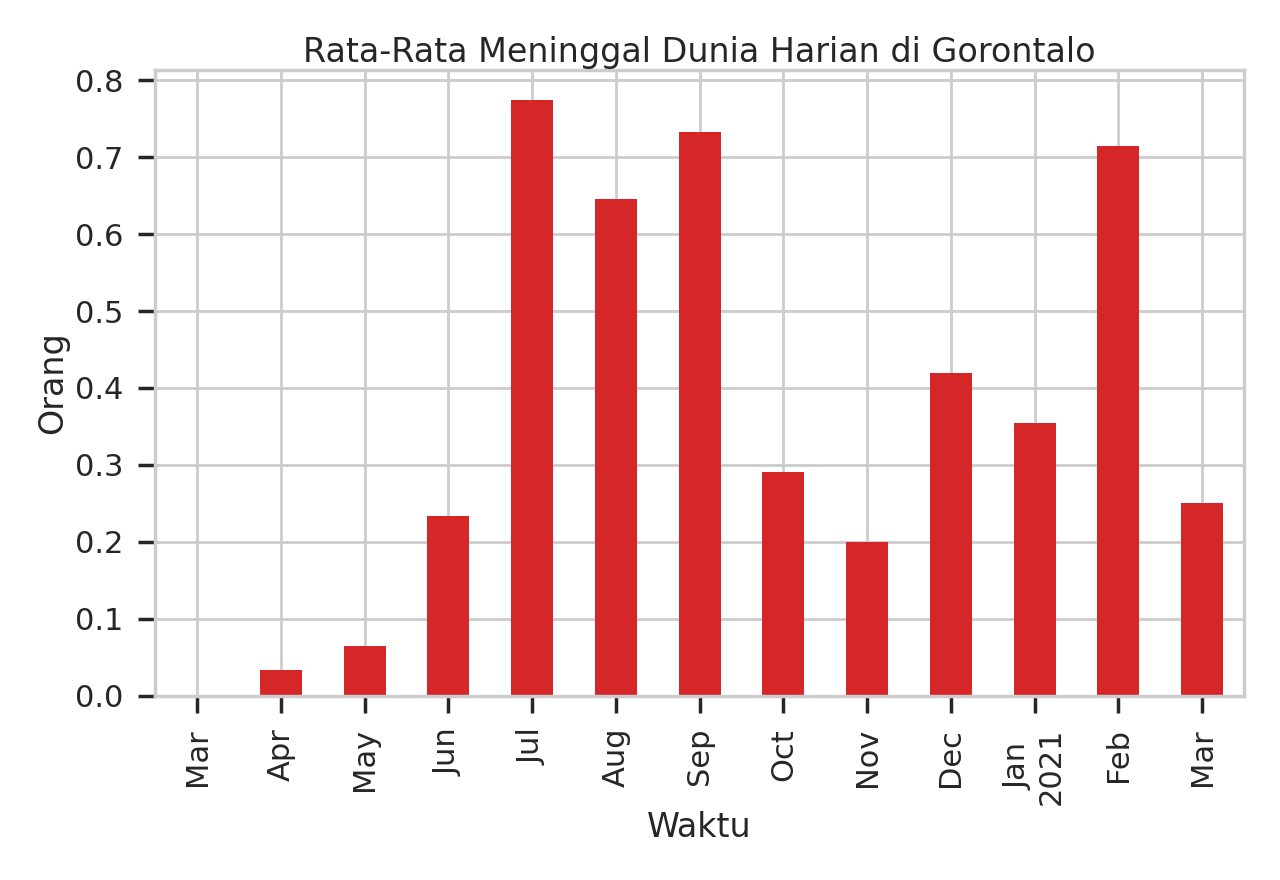 Rata-Rata Meninggal Dunia Harian di Gorontalo
0.8
0.7
0.6
0.5
0.4
0.3
0.2
0.1
0.0
Orang
Mar
Apr
May
Jun
Jul
Aug
Sep
Oct
Nov
Dec
Jan
2021
Feb
Mar
Waktu